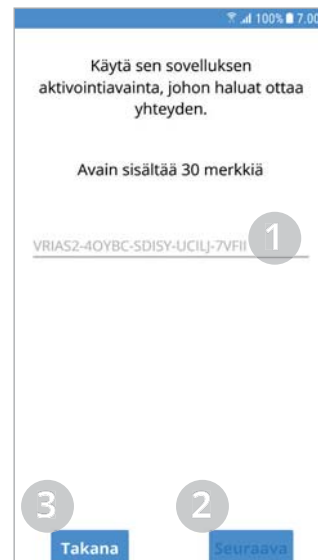 100% 7.00
Käytä sen sovelluksen
aktivointiavainta, johon haluat ottaa
yhteyden.
Avain sisältää 30 merkkiä
VRIAS2-4OYBC-SDISY-UCILJ-7VFII
1
3
2
Takana
Seuraava